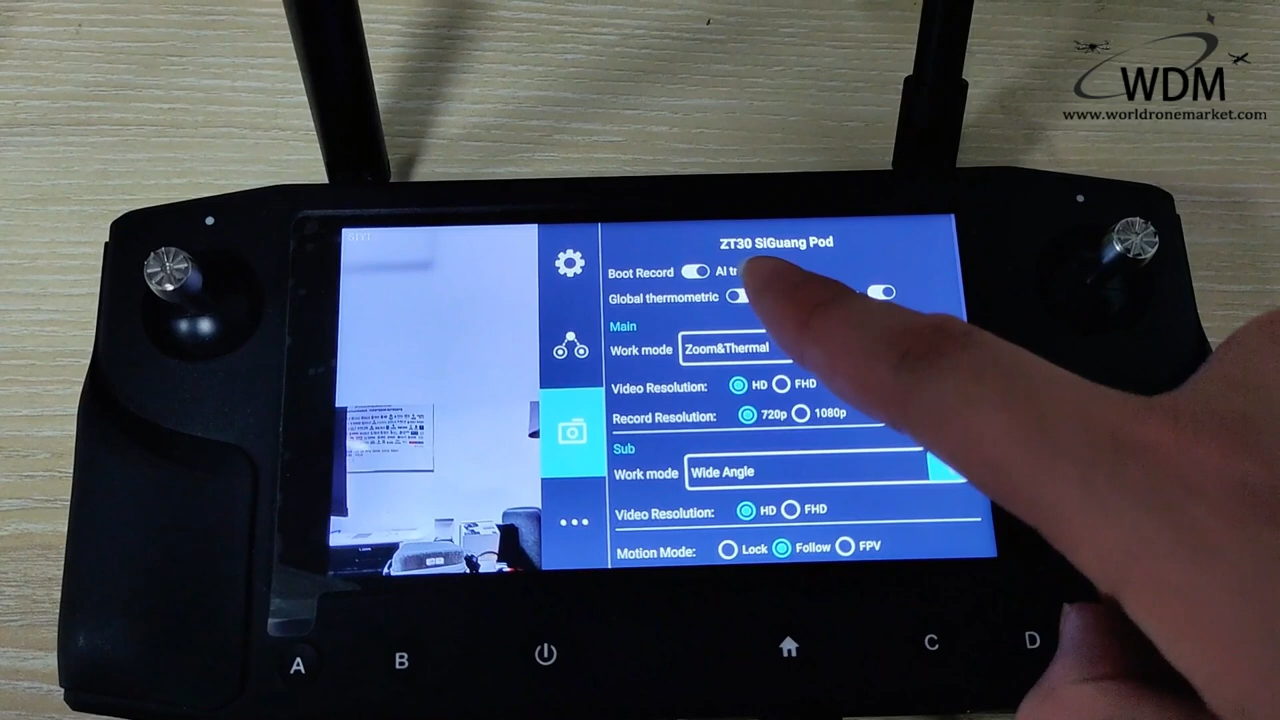 WDM
www.worldronemarket.com
ZT30 SiGuang Pod
Boot Record AI
Global thermometric
Main
Work mode Zoom&Thermal
Video Resolution: HD FHD
Record Resolution: 720p 1080p
Sub
Work mode Wide Angle
Video Resolution: HD FHD
Motion Mode: Lock Follow FPV
A B C D